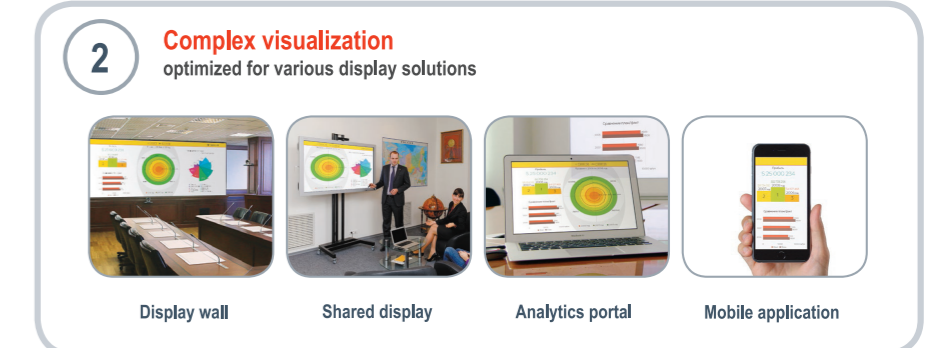 2
Complex visualization
optimized for various display solutions
Display wall
Shared display
Analytics portal
Mobile application